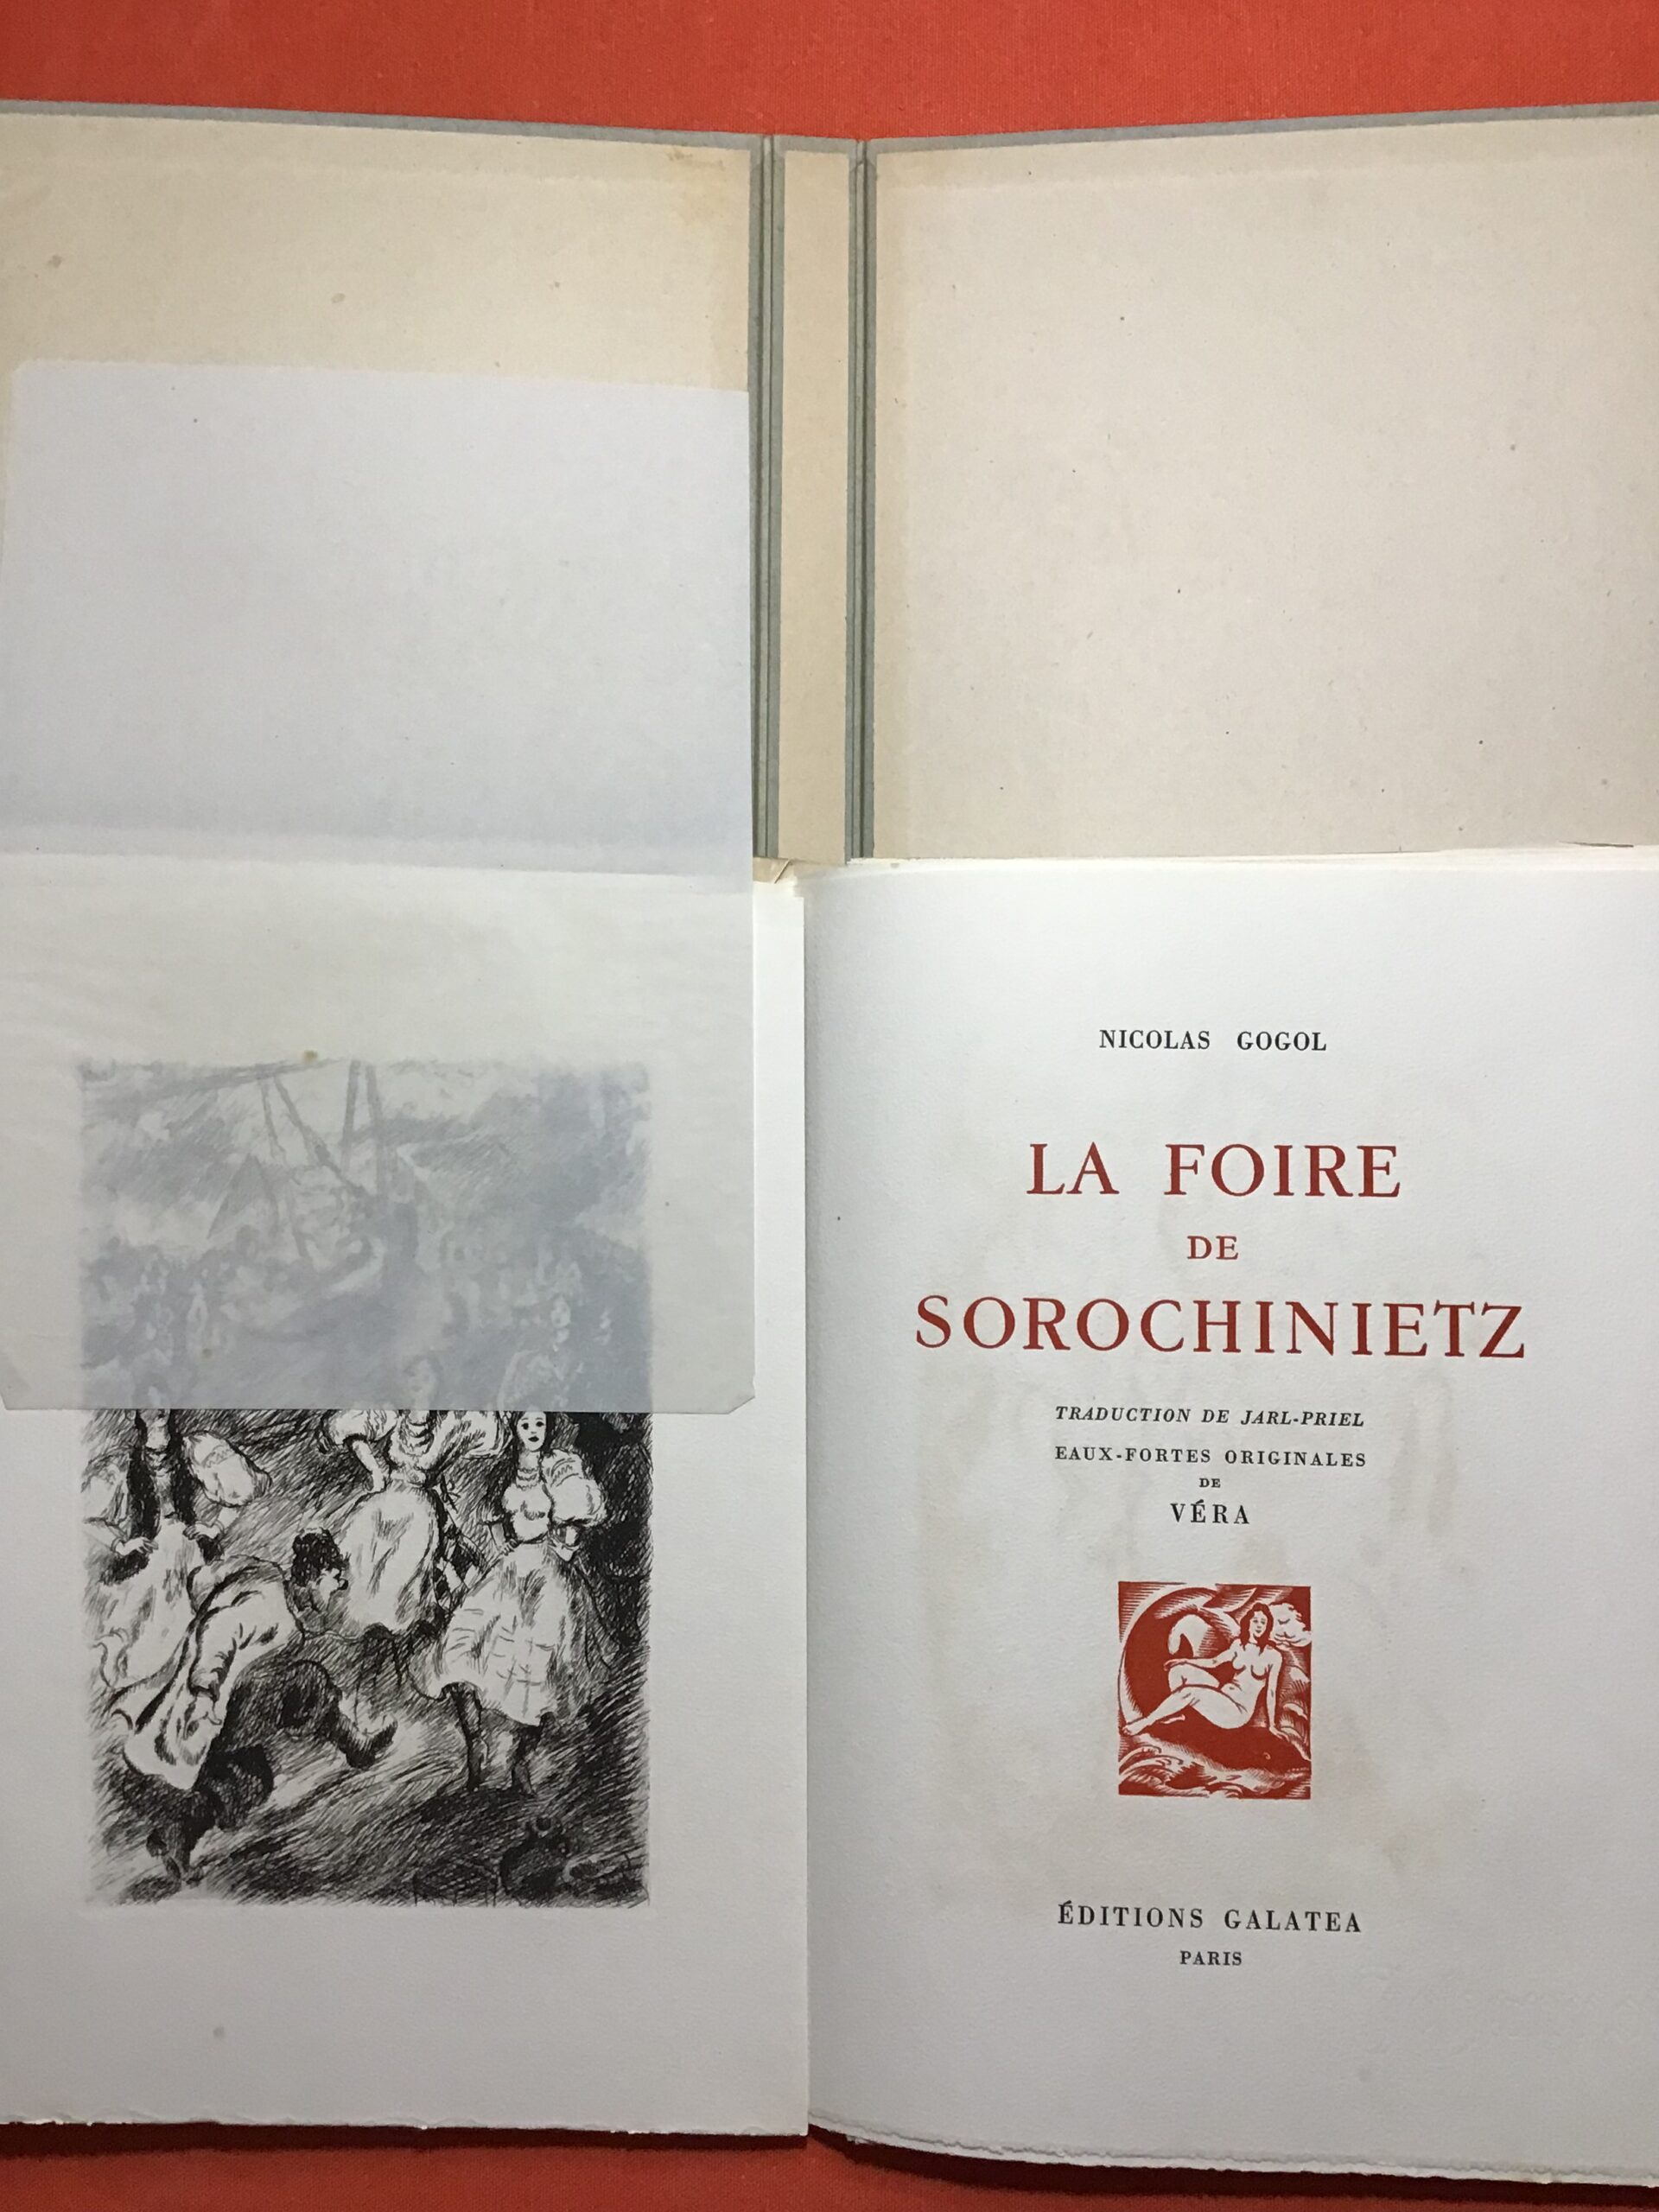 NICOLAS GOGOL
LA FOIRE
DE
SOROCHINIETZ
TRADUCTION DE JARL-PRIEL
EAUX-FORTES ORIGINALES
DE
VÉRA
ÉDITIONS GALATEA
PARIS